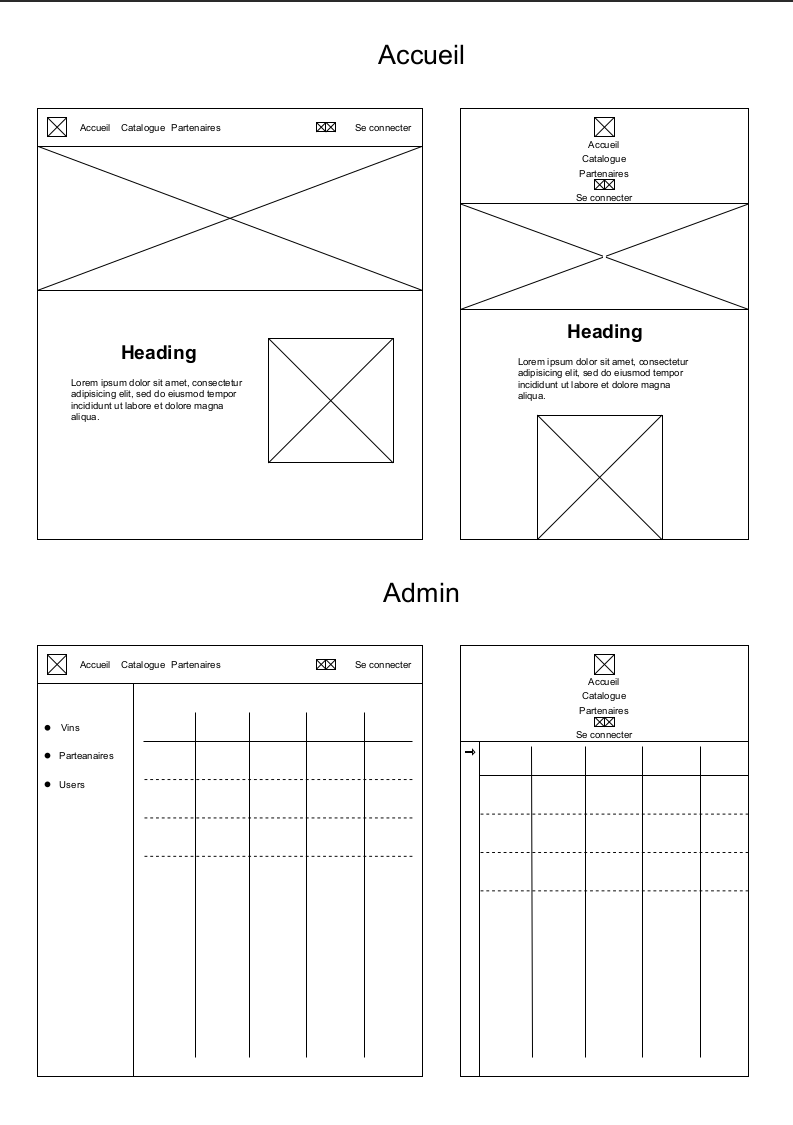 Accueil
Accueil Catalogue Partenaires Se connecter
Heading
Lorem ipsum dolor sit amet, consectetur
adipisicing elit, sed do eiusmod tempor
incididunt ut labore et dolore magna
aliqua.
Accueil
Catalogue
Partenaires
Se connecter
Heading
Lorem ipsum dolor sit amet, consectetur
adipisicing elit, sed do eiusmod tempor
incididunt ut labore et dolore magna
aliqua.
Admin
Accueil Catalogue Partenaires Se connecter
Vins
Parteanaires
Users
Accueil
Catalogue
Partenaires
Se connecter